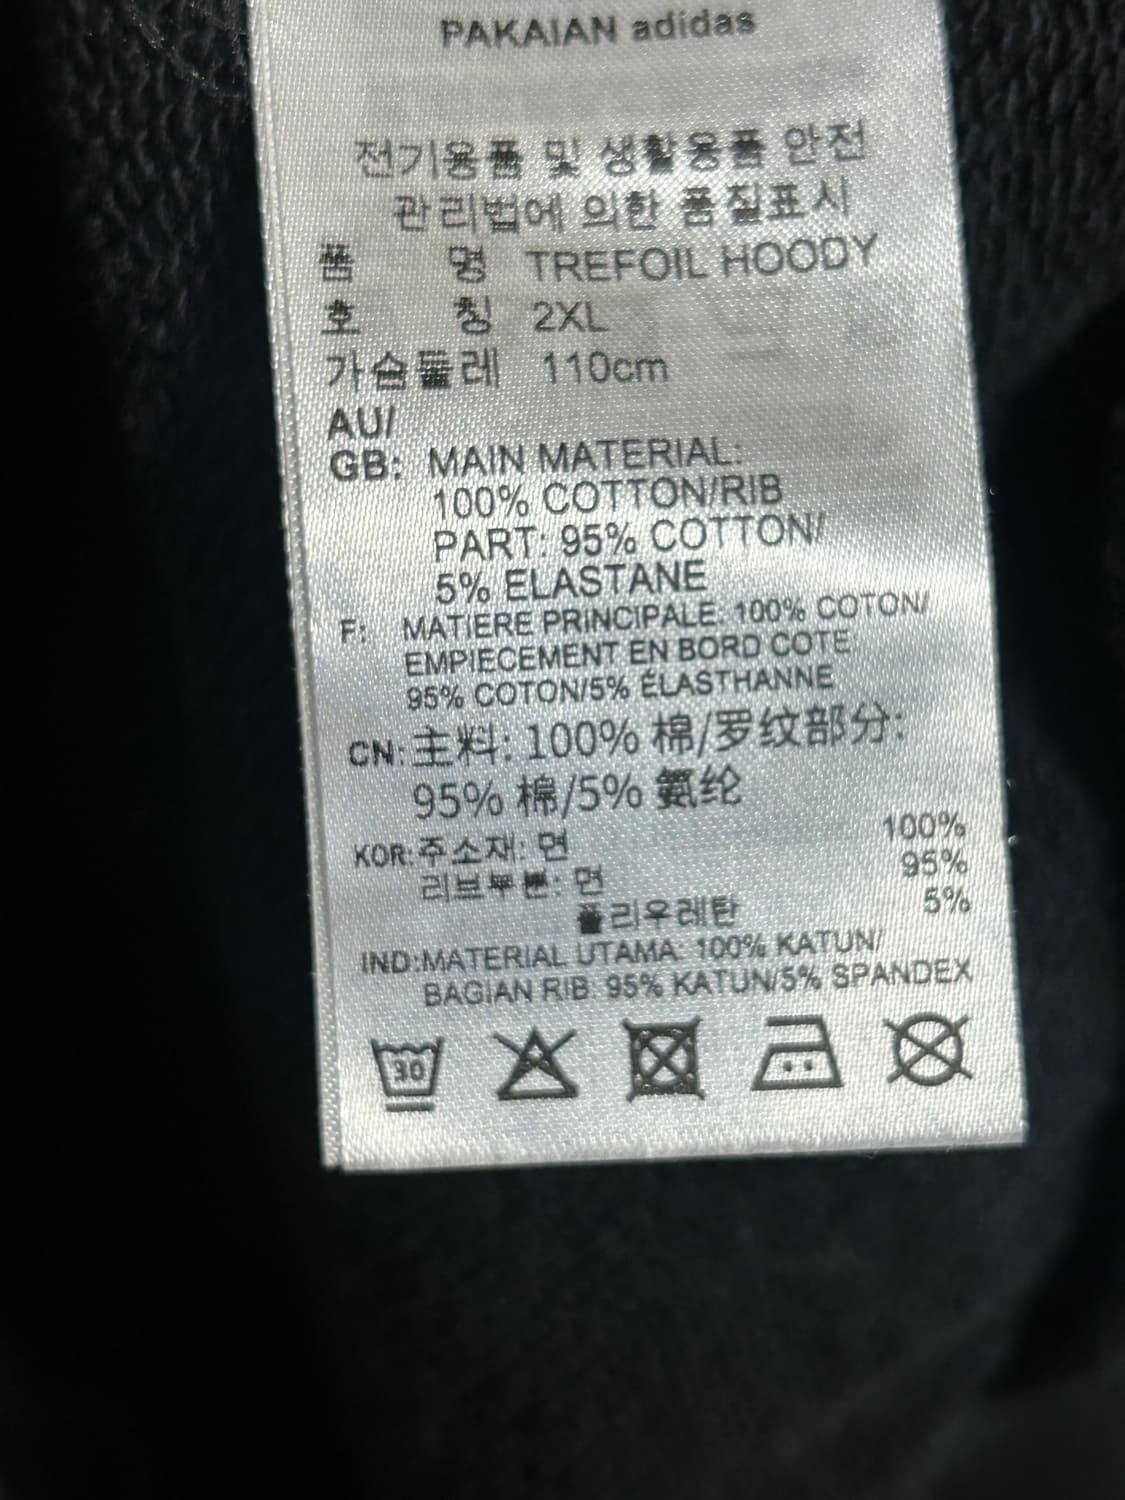 PAKAIAN adidas
전기용품 및 생활용품 안전
관리법에 의한 품질표시
품 명 TREFOIL HOODY
호 칭 2XL
가슴둘레 110cm
AU/
GB: MAIN MATERIAL:
100% COTTON/RIB
PART: 95% COTTON/
5% ELASTANE
F: MATIERE PRINCIPALE: 100% COTON/
EMPIECEMENT EN BORD COTE
95% COTON/5% ÉLASTHANNE
CN: 主料: 100% 棉/罗纹部分:
95% 棉/5% 氨纶
KOR: 주소재: 면 100%
리브부분: 면 95%
폴리우레탄 5%
IND:MATERIAL UTAMA: 100% KATUN/
BAGIAN RIB: 95% KATUN/5% SPANDEX
30